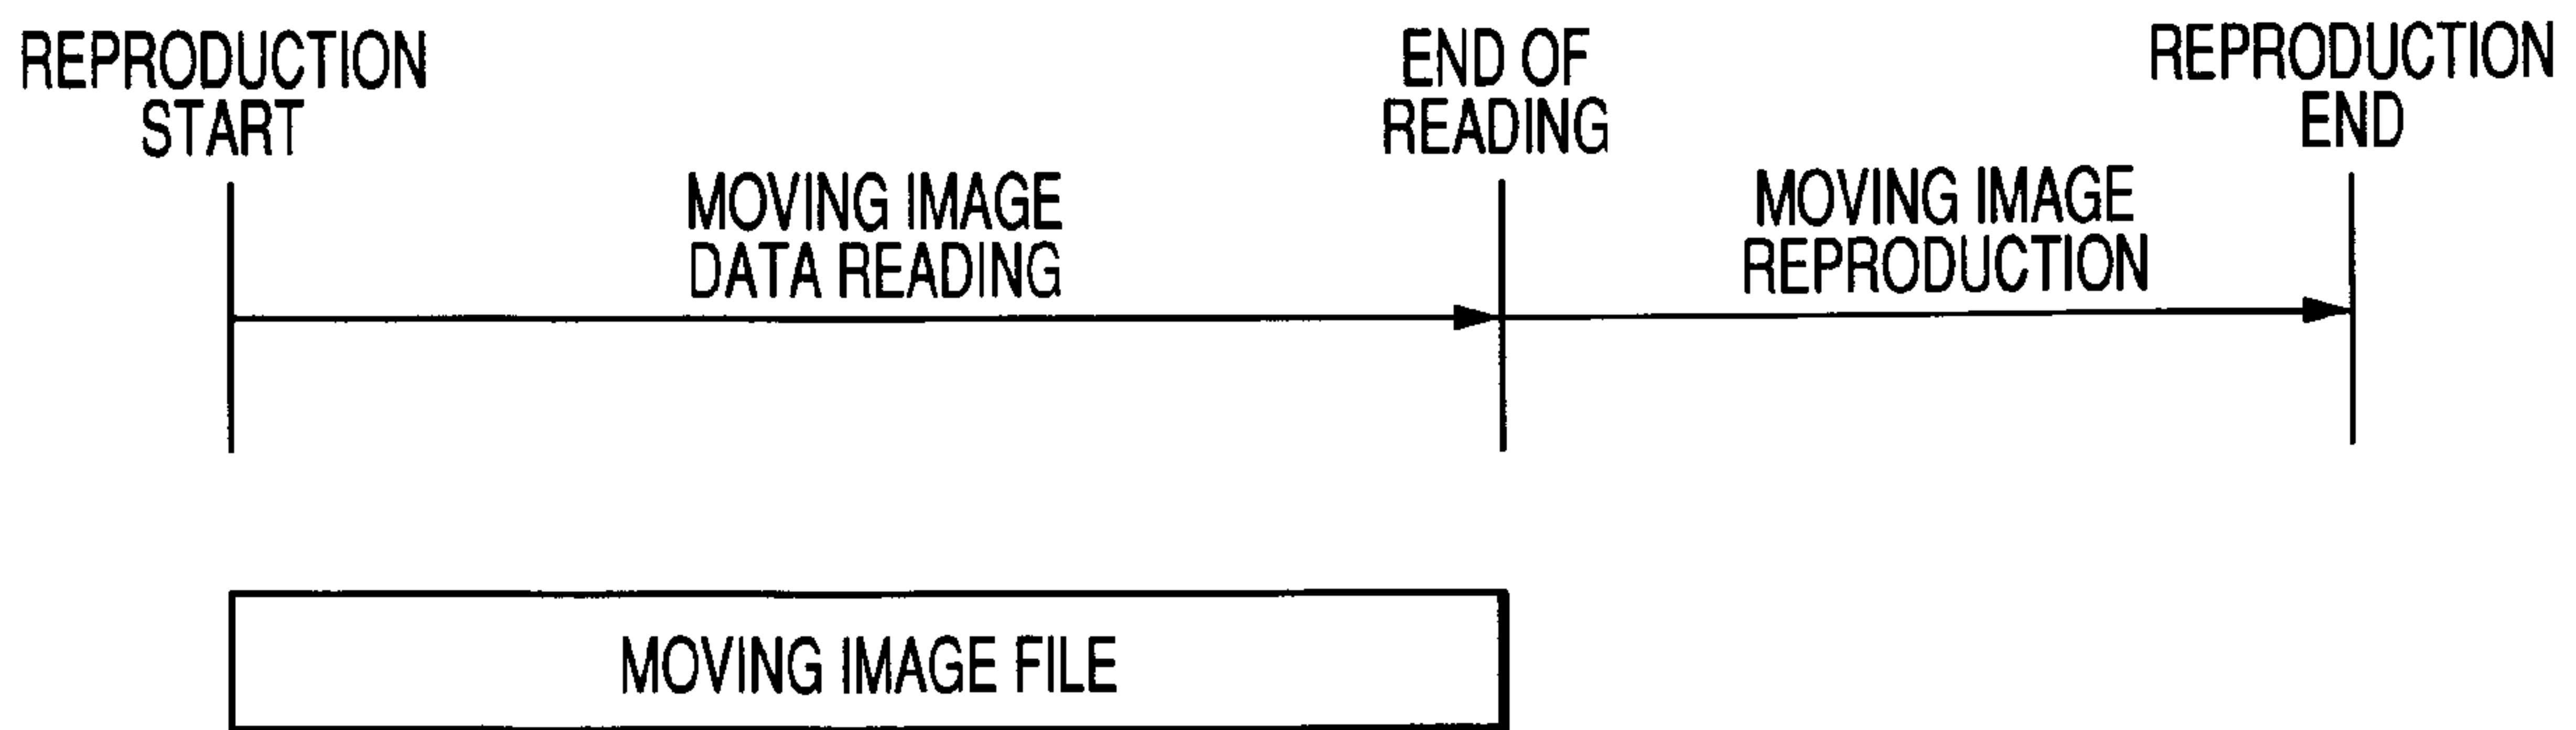 REPRODUCTION
START
END OF
READING
REPRODUCTION
END
MOVING IMAGE
DATA READING
MOVING IMAGE
REPRODUCTION
MOVING IMAGE FILE